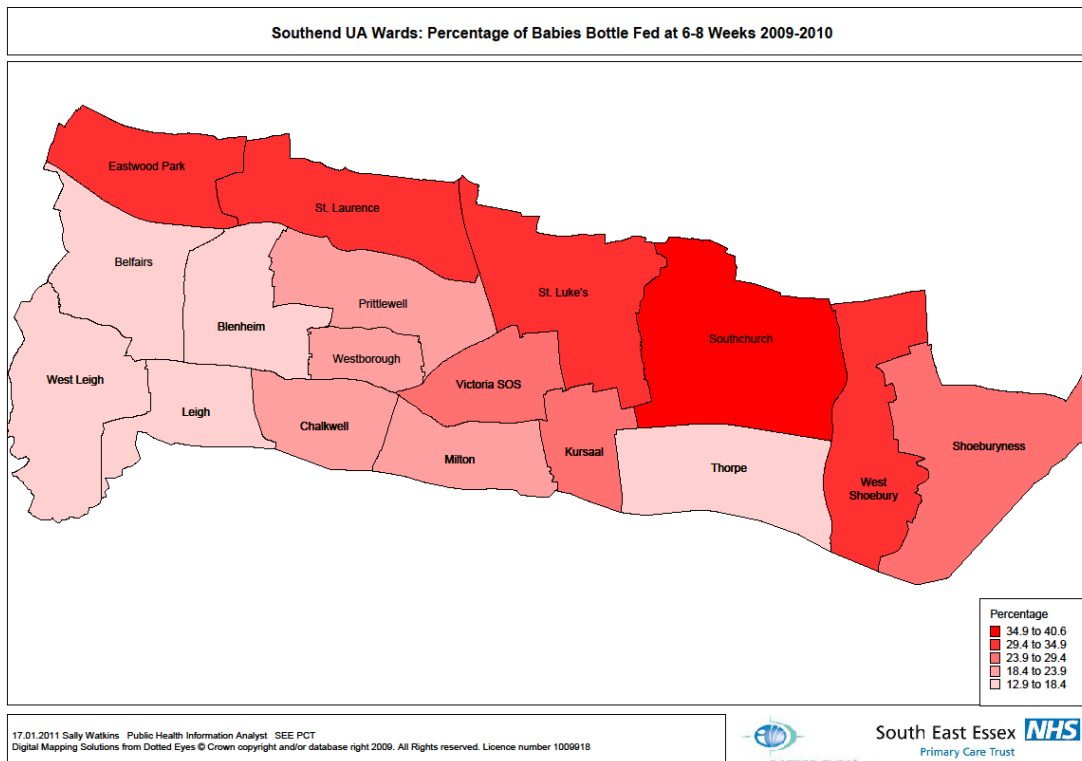 Southend UA Wards: Percentage of Babies Bottle Fed at 6-8 Weeks 2009-2010
Eastwood Park
St. Laurence
Belfairs
Prittlewell
St. Luke's
Blenheim
Southchurch
Westborough
West Leigh
Victoria SOS
Leigh
Chalkwell
Milton
Kursaal
Thorpe
Shoeburyness
West
Shoebury
Percentage
34.9 to 40.6
29.4 to 34.9
23.9 to 29.4
18.4 to 23.9
12.9 to 18.4
17.01.2011 Sally Watkins Public Health Information Analyst SEE PCT
Digital Mapping Solutions from Dotted Eyes © Crown copyright and/or database right 2009. All Rights reserved. Licence number 1009918
South East Essex NHS
Primary Care Trust